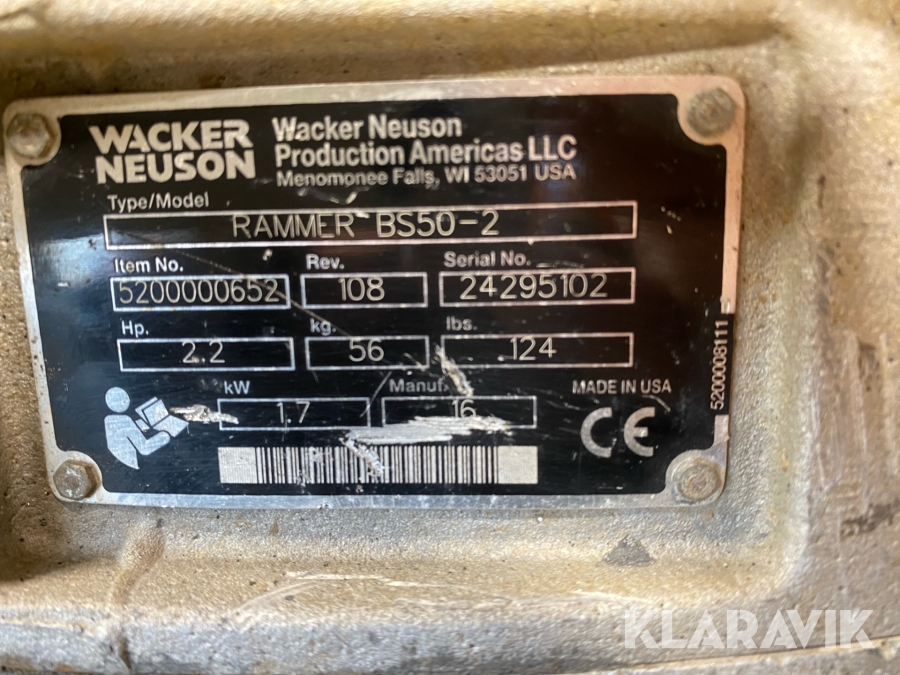 WACKER
NEUSON
Wacker Neuson
Production Americas LLC
Menomonee Falls, WI 53051 USA
Type/Model
RAMMER BS50-2
Item No. Rev. Serial No.
5200000652 108 24295102
Hp. kg. lbs.
2.2 56 124
kW Manuf. MADE IN USA
1.7 16
CE
5200008111
KLARAVIK